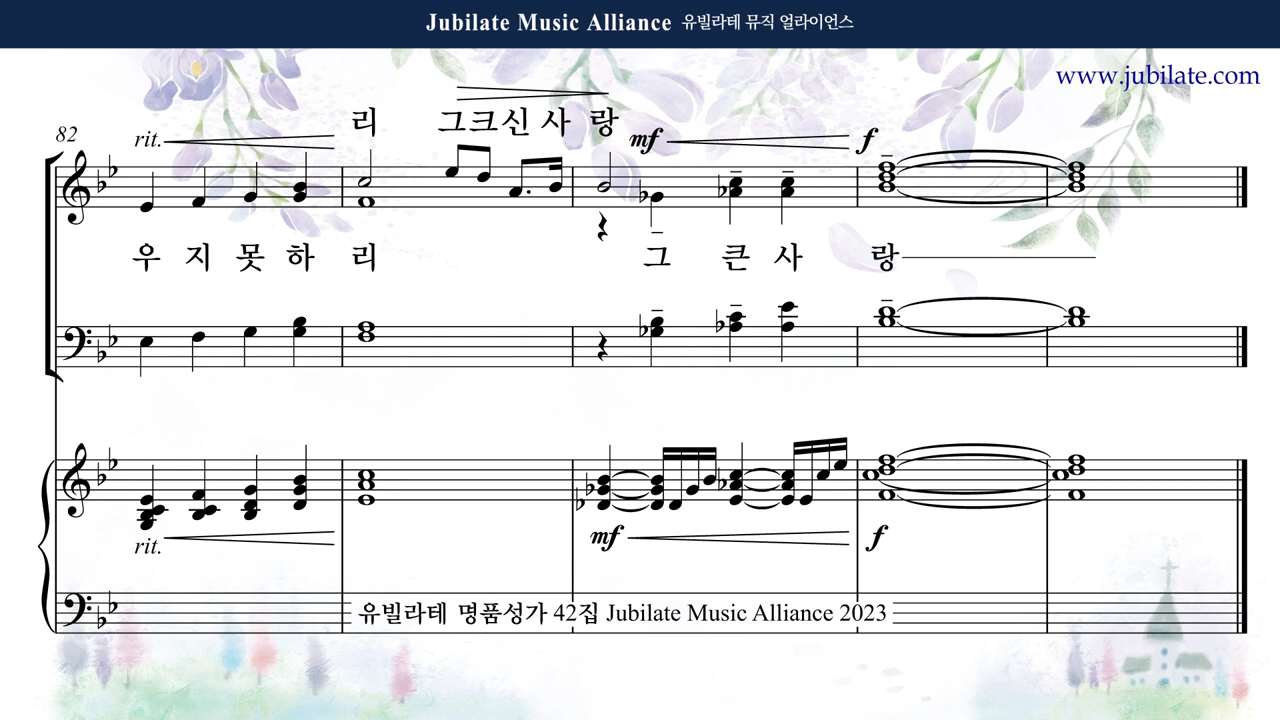 Jubilate Music Alliance 유빌라테 뮤직 얼라이언스
www.jubilate.com
82
rit.
리 그크신 사 랑
mf
f
우 지 못 하 리 그 큰 사 랑
rit.
mf
f
유빌라테 명품성가 42집 Jubilate Music Alliance 2023